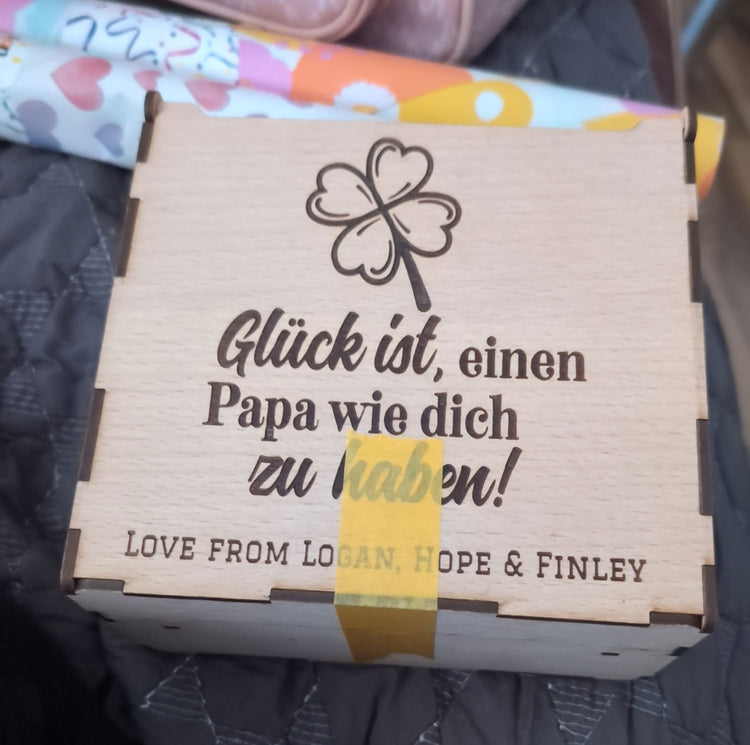 Glück ist, einen
Papa wie dich
zu haben!
LOVE FROM LOGAN, HOPE & FINLEY